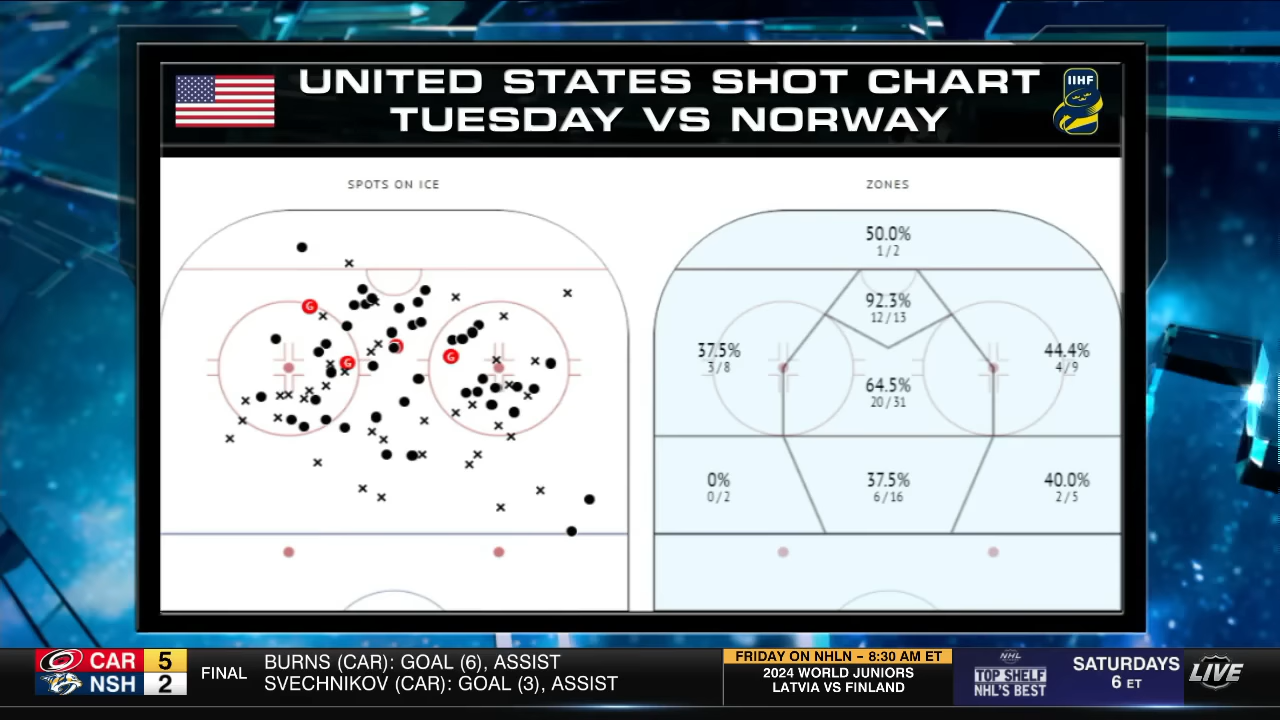 UNITED STATES SHOT CHART
TUESDAY VS NORWAY
IIHF
SPOTS ON ICE
ZONES
G
G
G
50.0%
1/2
92.3%
12/13
37.5%
3/8
44.4%
4/9
64.5%
20/31
0%
0/2
37.5%
6/16
40.0%
2/5
CAR 5
NSH 2
FINAL
BURNS (CAR): GOAL (6), ASSIST
SVECHNIKOV (CAR): GOAL (3), ASSIST
FRIDAY ON NHLN – 8:30 AM ET
2024 WORLD JUNIORS
LATVIA VS FINLAND
NHL
TOP SHELF
NHL'S BEST
SATURDAYS
6 ET
LIVE